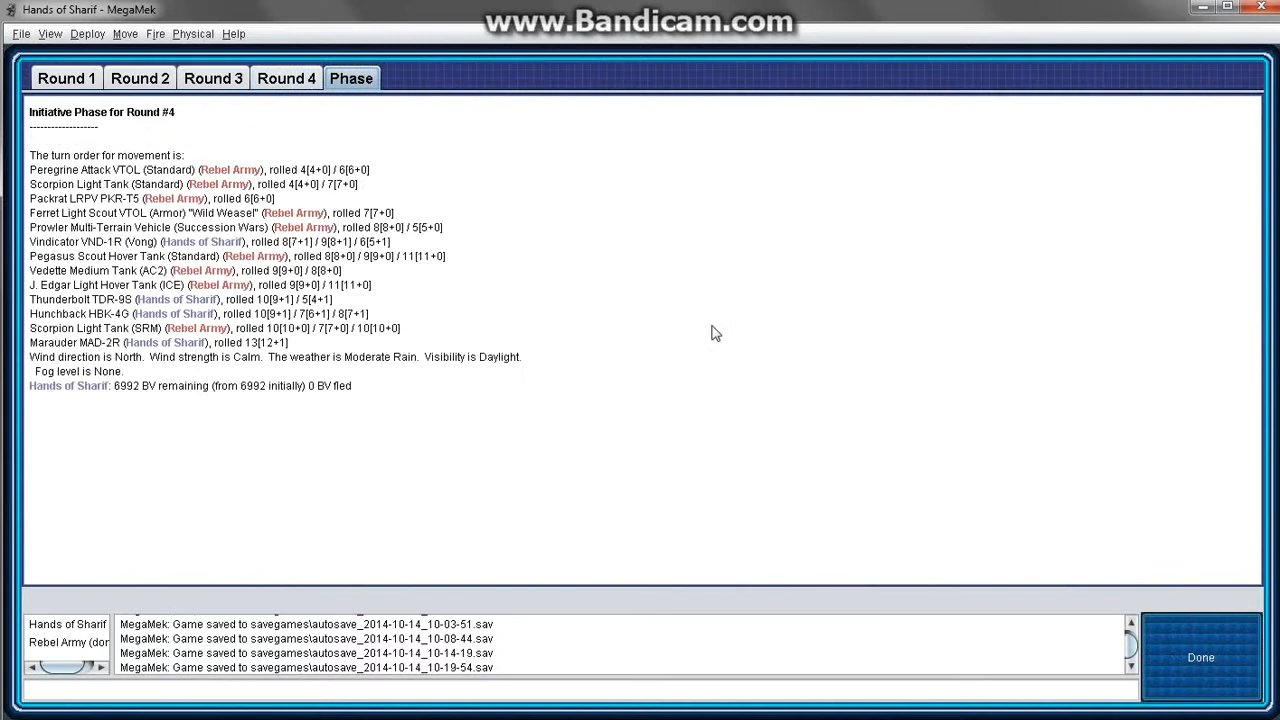 Hands of Sharif - MegaMek
www.Bandicam.com
File View Deploy Move Fire Physical Help
Round 1 Round 2 Round 3 Round 4 Phase
Initiative Phase for Round #4
-------------------
The turn order for movement is:
Peregrine Attack VTOL (Standard) (Rebel Army), rolled 4[4+0] / 6[6+0]
Scorpion Light Tank (Standard) (Rebel Army), rolled 4[4+0] / 7[7+0]
Packrat LRPV PKR-T5 (Rebel Army), rolled 6[6+0]
Ferret Light Scout VTOL (Armor) "Wild Weasel" (Rebel Army), rolled 7[7+0]
Prowler Multi-Terrain Vehicle (Succession Wars) (Rebel Army), rolled 8[8+0] / 5[5+0]
Vindicator VND-1R (Vong) (Hands of Sharif), rolled 8[7+1] / 9[8+1] / 6[5+1]
Pegasus Scout Hover Tank (Standard) (Rebel Army), rolled 8[8+0] / 9[9+0] / 11[11+0]
Vedette Medium Tank (AC2) (Rebel Army), rolled 9[9+0] / 8[8+0]
J. Edgar Light Hover Tank (ICE) (Rebel Army), rolled 9[9+0] / 11[11+0]
Thunderbolt TDR-9S (Hands of Sharif), rolled 10[9+1] / 5[4+1]
Hunchback HBK-4G (Hands of Sharif), rolled 10[9+1] / 7[6+1] / 8[7+1]
Scorpion Light Tank (SRM) (Rebel Army), rolled 10[10+0] / 7[7+0] / 10[10+0]
Marauder MAD-2R (Hands of Sharif), rolled 13[12+1]
Wind direction is North. Wind strength is Calm. The weather is Moderate Rain. Visibility is Daylight.
Fog level is None.
Hands of Sharif: 6992 BV remaining (from 6992 initially) 0 BV fled
Hands of Sharif
Rebel Army (dor
MegaMek: Game saved to savegames\autosave_2014-10-14_10-03-51.sav
MegaMek: Game saved to savegames\autosave_2014-10-14_10-08-44.sav
MegaMek: Game saved to savegames\autosave_2014-10-14_10-14-19.sav
MegaMek: Game saved to savegames\autosave_2014-10-14_10-19-54.sav
Done